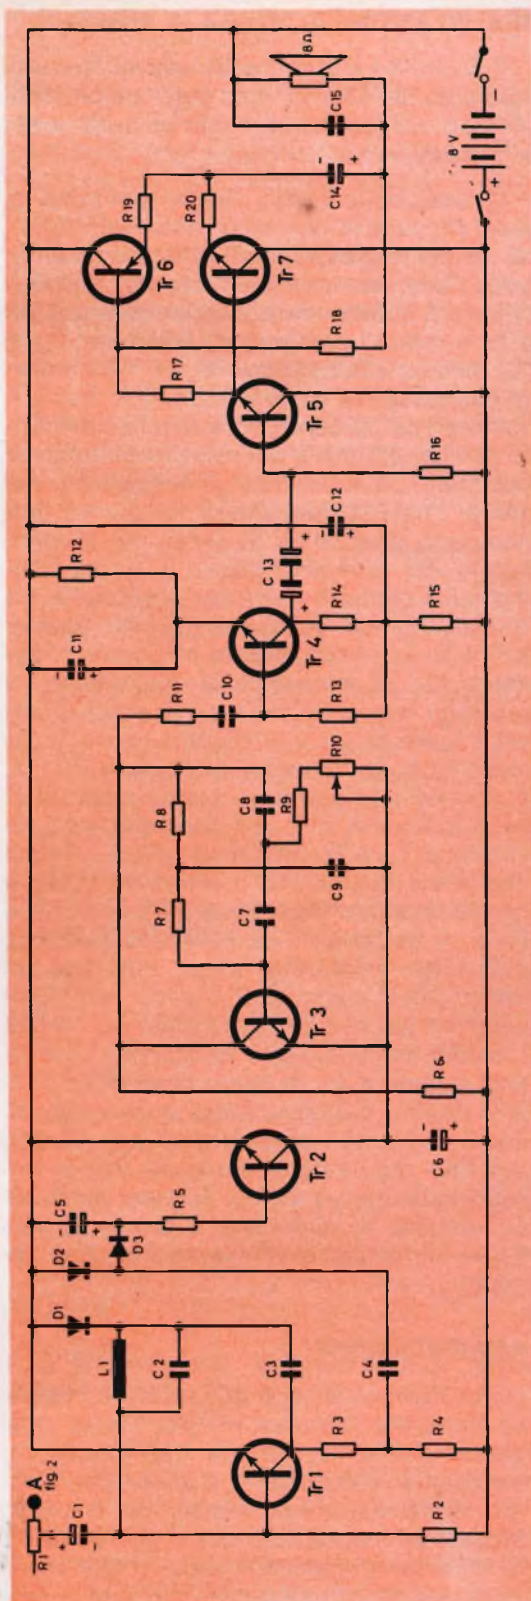 R1
A
fig. 2
+
C1
-
R2
Tr 1
L1
C2
C3
R3
R4
C4
D1
D2
D3
C5
-
+
R5
Tr 2
C6
-
+
R6
Tr 3
R7
R8
C7
C8
C9
R9
R10
R11
C10
R13
C11
-
+
R12
Tr 4
C 13
+
+
R14
R15
C12
-
+
R16
Tr 5
R17
R18
Tr 6
Tr 7
R19
R20
C14
-
+
C15
8Ω
8 V
+
-